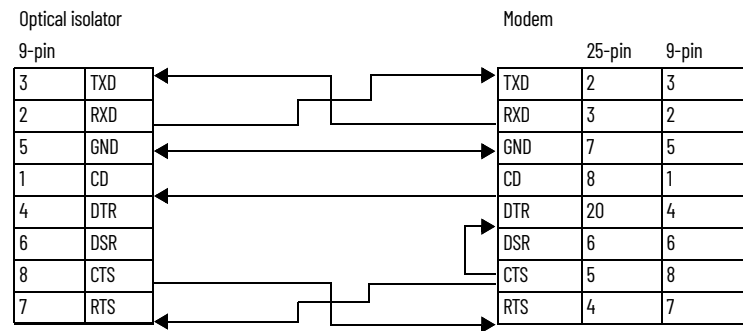 Optical isolator Modem
9-pin 25-pin 9-pin
3 TXD TXD 2 3
2 RXD RXD 3 2
5 GND GND 7 5
1 CD CD 8 1
4 DTR DTR 20 4
6 DSR DSR 6 6
8 CTS CTS 5 8
7 RTS RTS 4 7